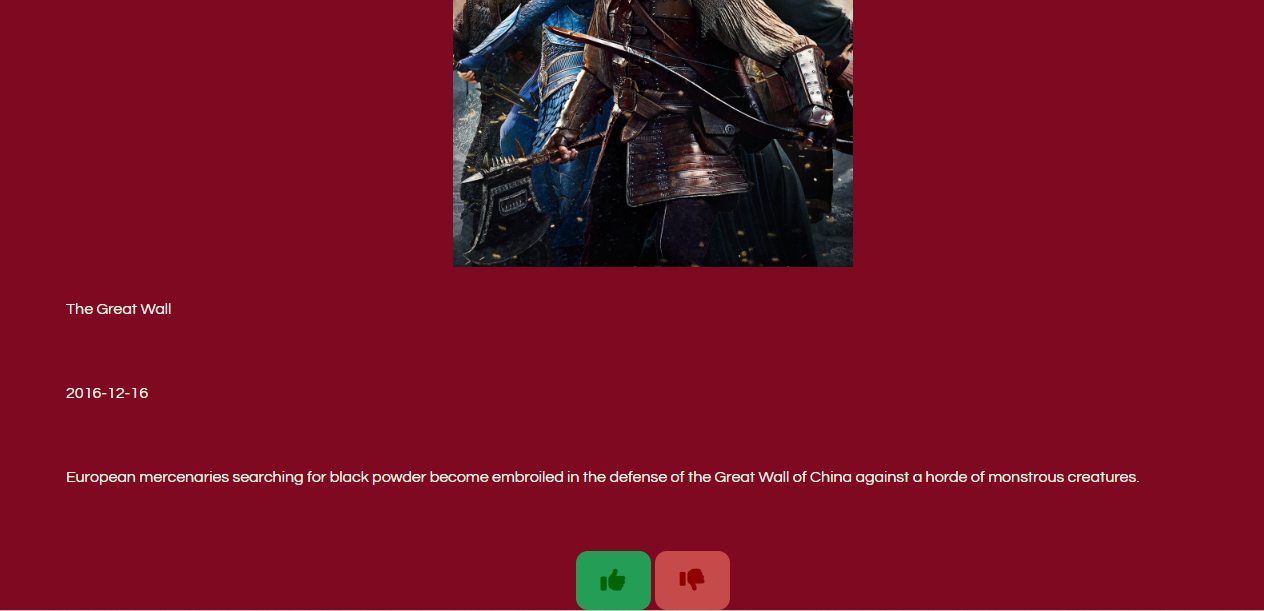 The Great Wall
2016-12-16
European mercenaries searching for black powder become embroiled in the defense of the Great Wall of China against a horde of monstrous creatures.